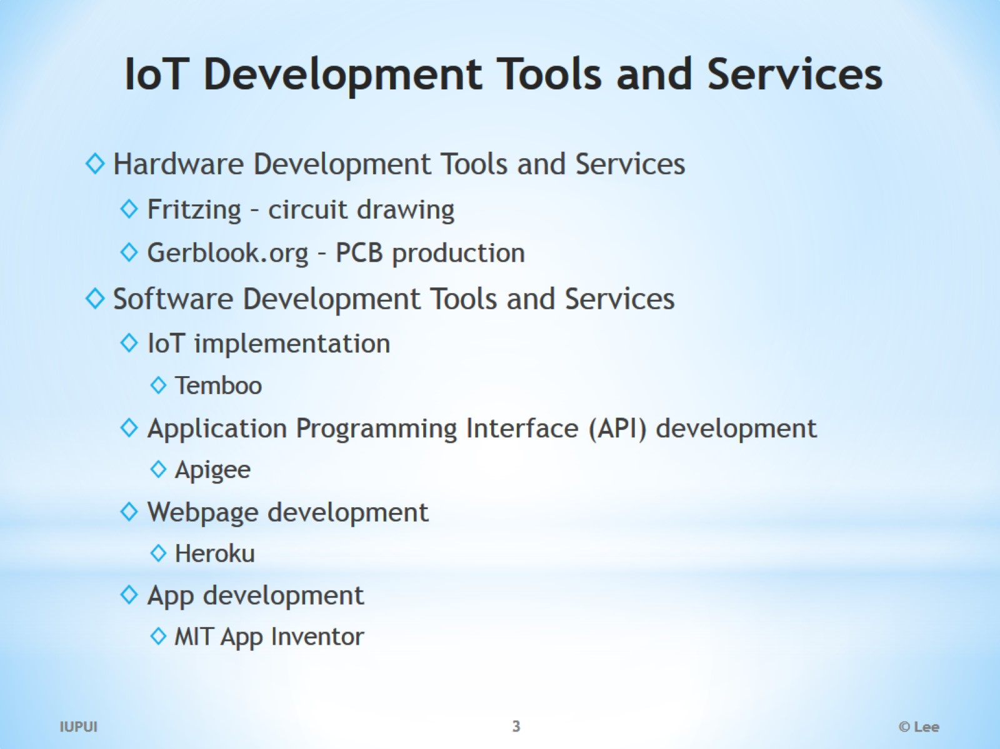 IoT Development Tools and Services
Hardware Development Tools and Services
Fritzing – circuit drawing
Gerblook.org – PCB production
Software Development Tools and Services
IoT implementation
Temboo
Application Programming Interface (API) development
Apigee
Webpage development
Heroku
App development
MIT App Inventor
IUPUI
3
© Lee